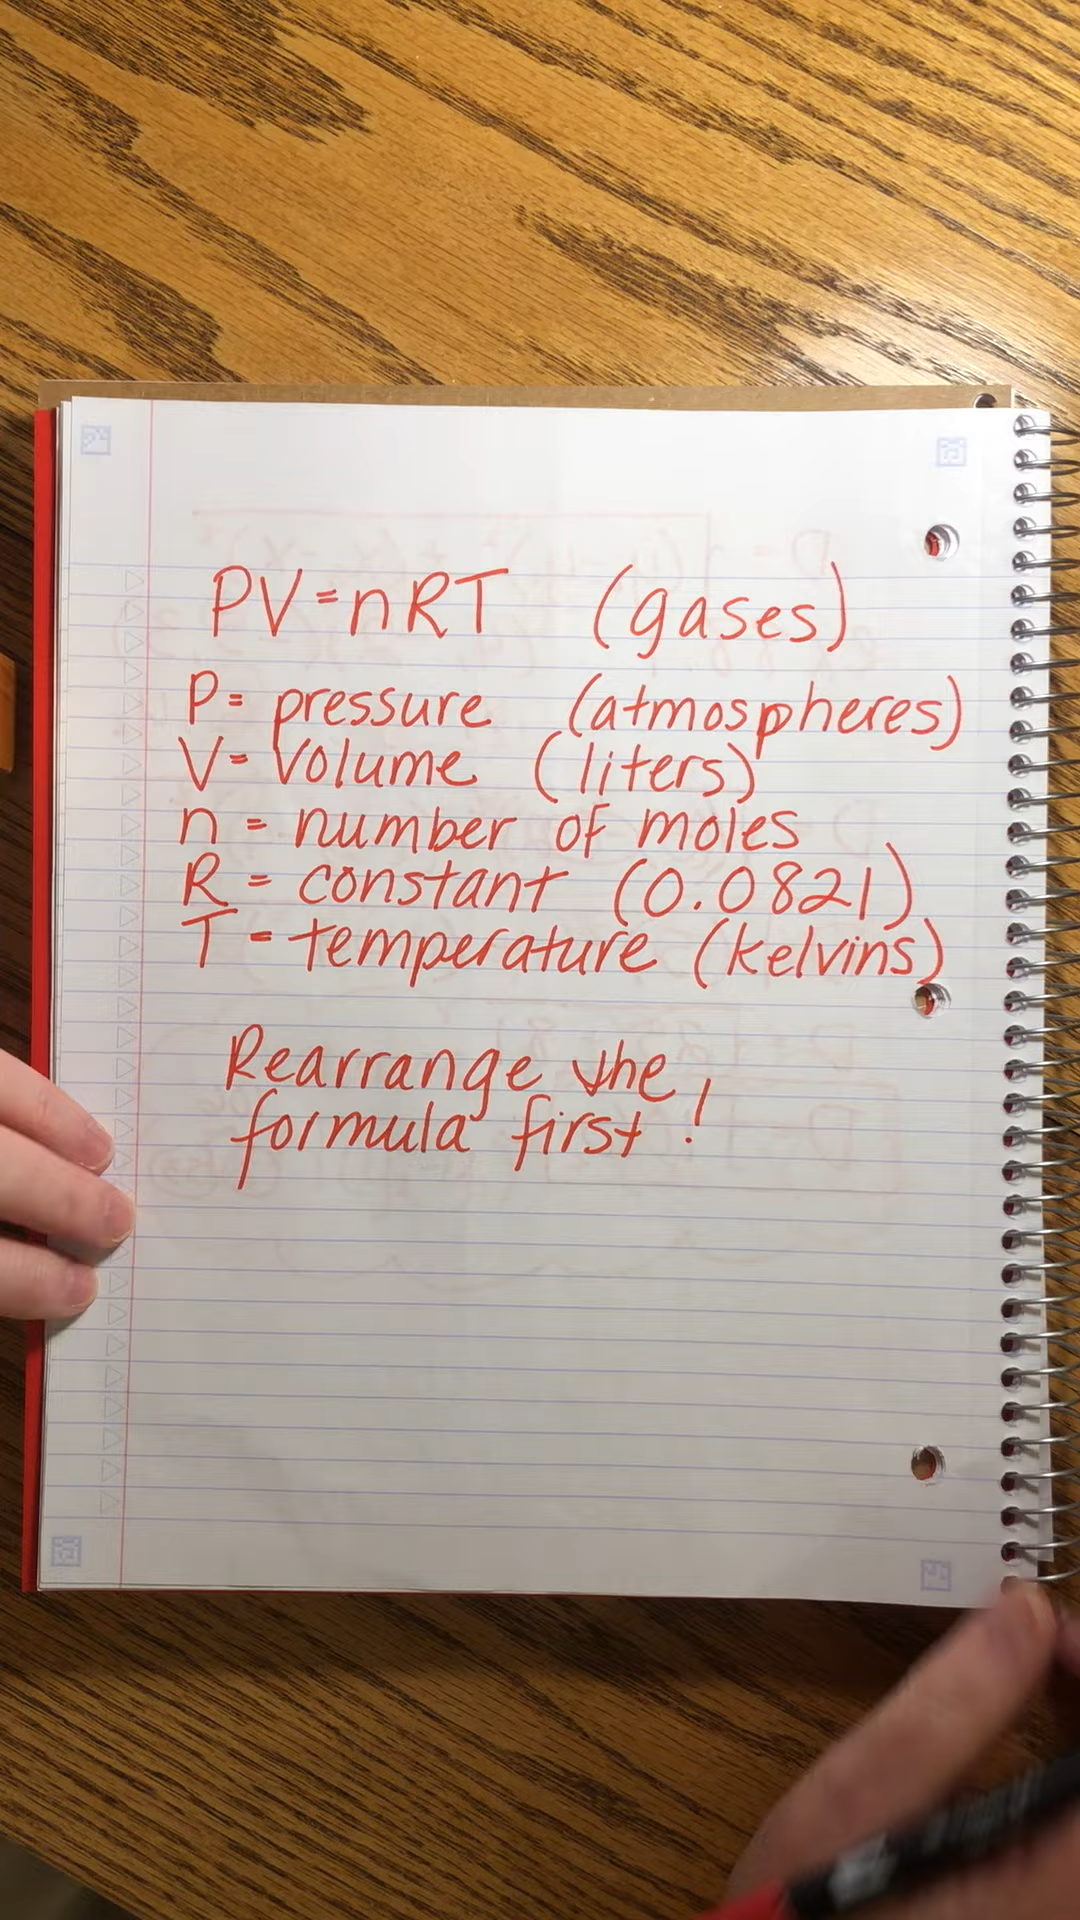 PV=nRT (gases)
P= pressure (atmospheres)
V= Volume (liters)
n = number of moles
R = constant (0.0821)
T = temperature (kelvins)
Rearrange the
formula first!